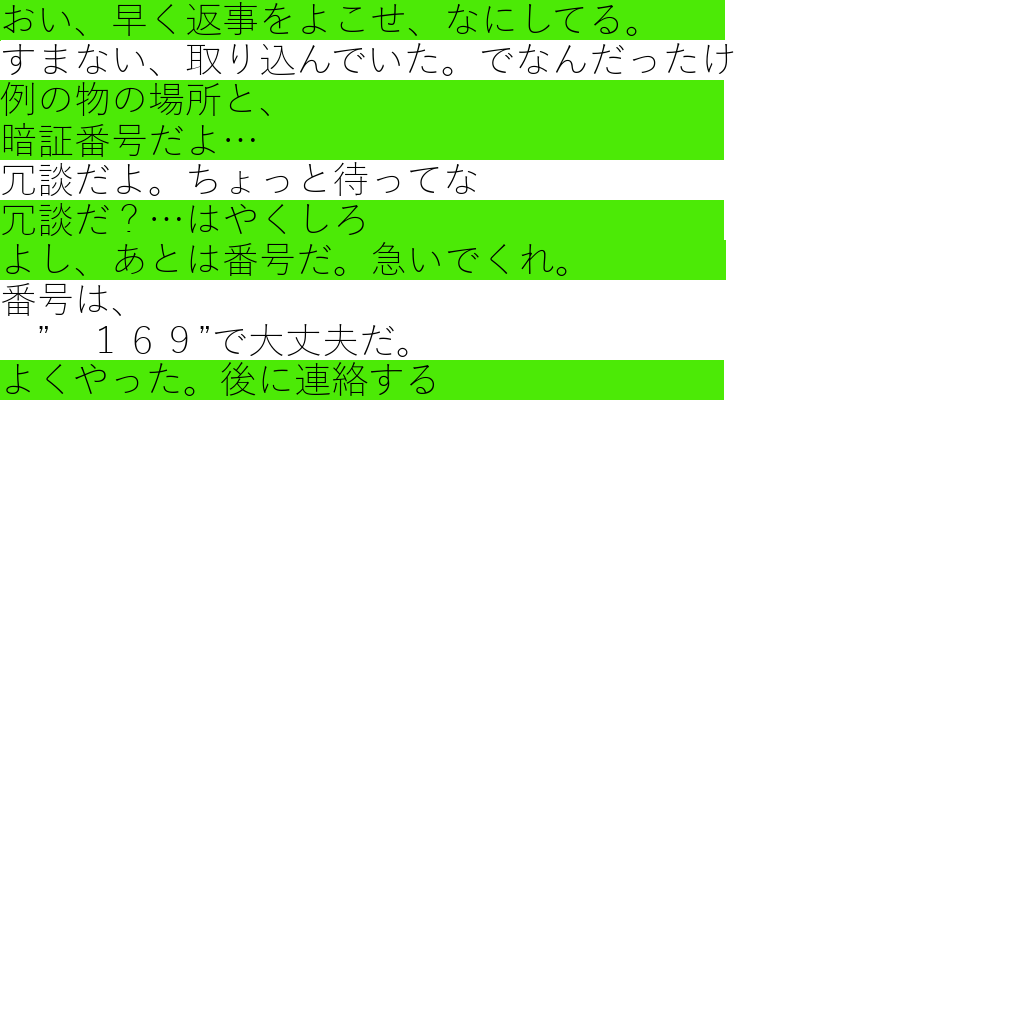 おい、早く返事をよこせ、なにしてる。
すまない、取り込んでいた。でなんだったけ
例の物の場所と、
暗証番号だよ…
冗談だよ。ちょっと待ってな
冗談だ？…はやくしろ
よし、あとは番号だ。急いでくれ。
番号は、
　”　１６９”で大丈夫だ。
よくやった。後に連絡する